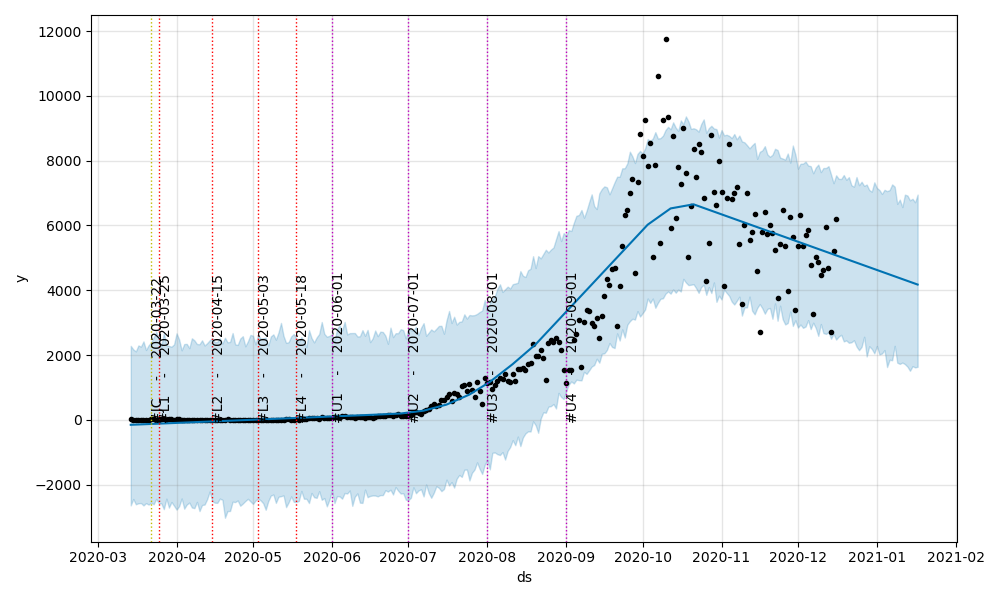 12000
10000
8000
6000
4000
2000
0
−2000
y
#JC - 2020-03-22
#L1 - 2020-03-25
#L2 - 2020-04-15
#L3 - 2020-05-03
#L4 - 2020-05-18
#U1 - 2020-06-01
#U2 - 2020-07-01
#U3 - 2020-08-01
#U4 - 2020-09-01
2020-03 2020-04 2020-05 2020-06 2020-07 2020-08 2020-09 2020-10 2020-11 2020-12 2021-01 2021-02
ds